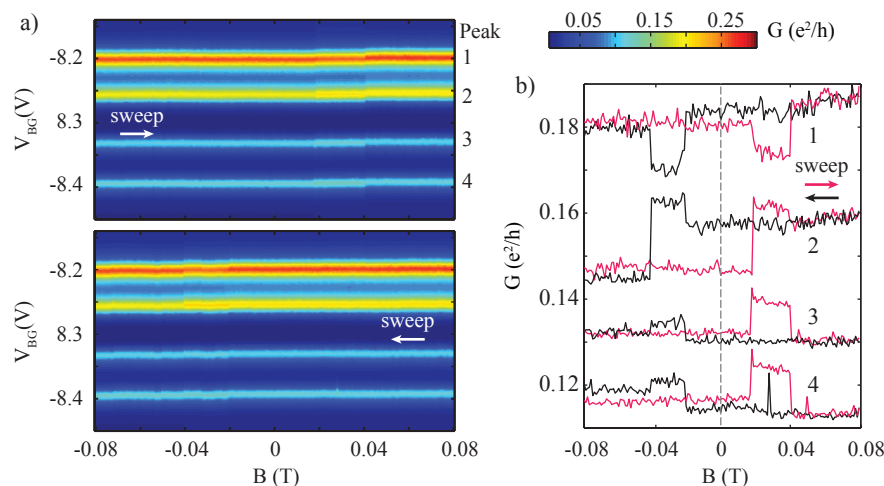 a)
Peak
0.05 0.15 0.25 G (e²/h)
-8.2
8.3
-8.4
V_BG(V)
sweep
1
2
3
4
-8.2
8.3
-8.4
V_BG(V)
sweep
-0.08 -0.04 0 0.04 0.08
B (T)
b)
0.18
0.16
0.14
0.12
G (e²/h)
1
sweep
2
3
4
-0.08 -0.04 0 0.04 0.08
B (T)